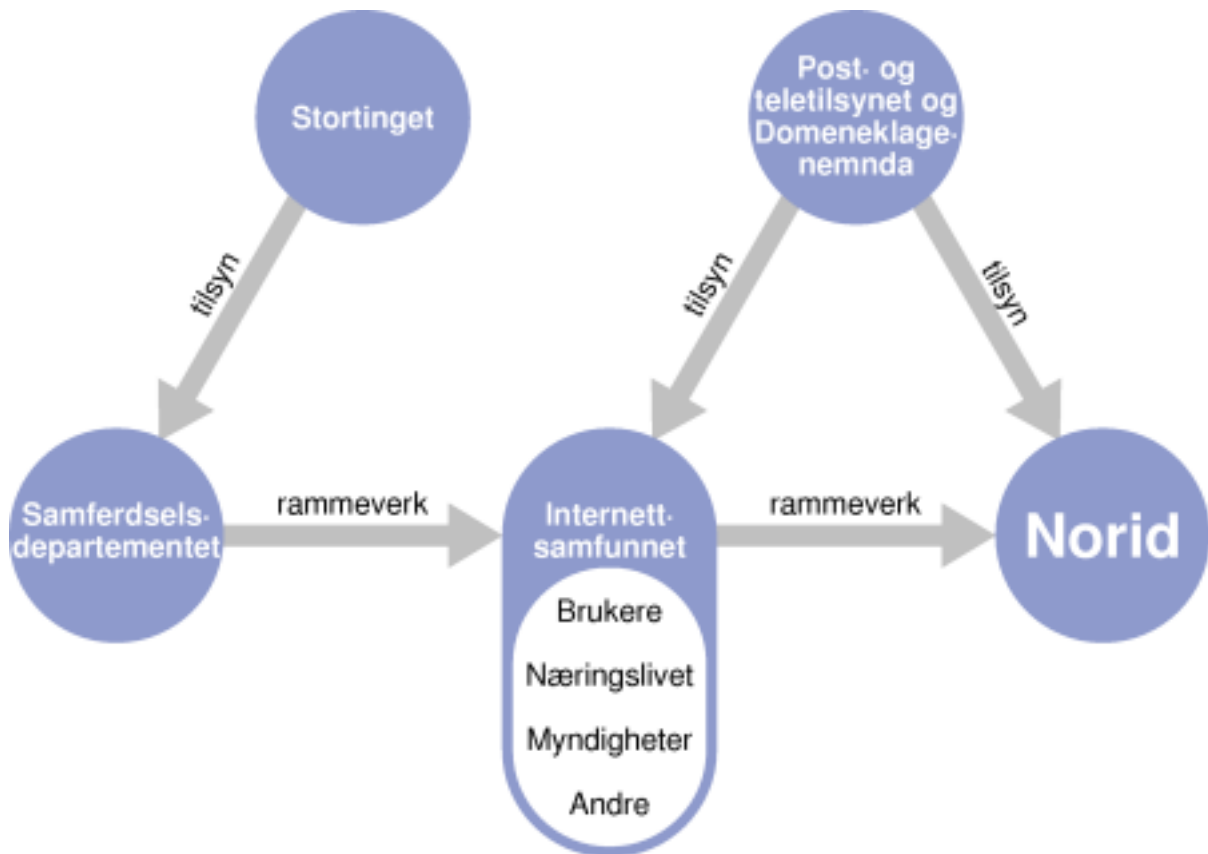 Stortinget
Post- og
teletilsynet og
Domeneklage-
nemnda
tilsyn
tilsyn
tilsyn
Samferdsels-
departementet
rammeverk
Internett-
samfunnet
rammeverk
Norid
Brukere
Næringslivet
Myndigheter
Andre